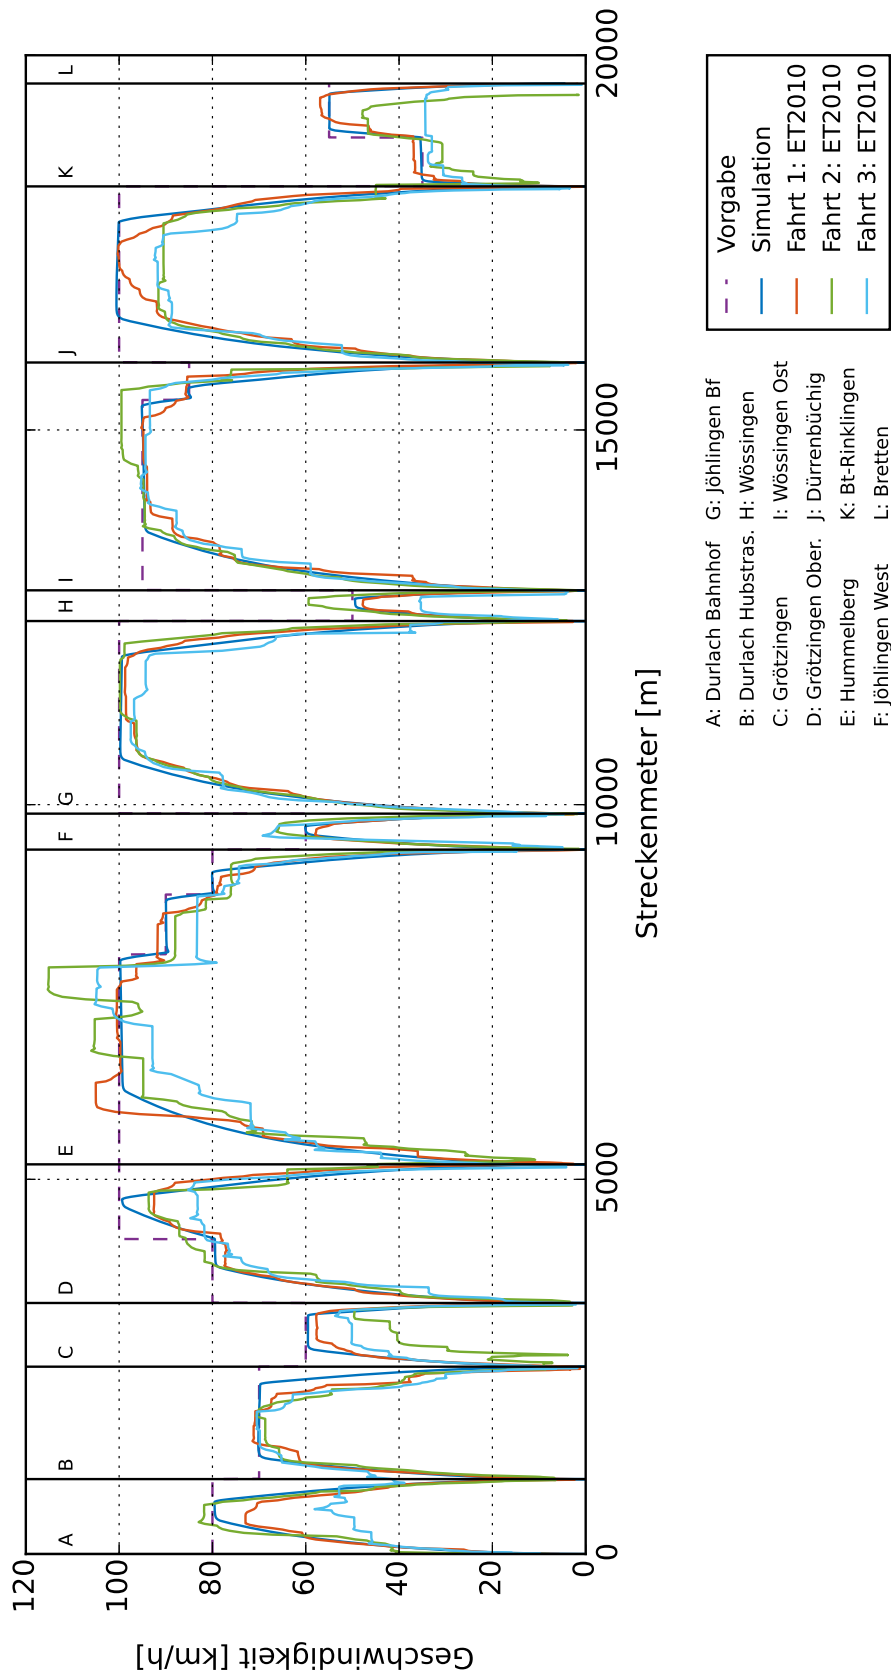 Geschwindigkeit [km/h]
120
100
80
60
40
20
0
A
B
C
D
E
F
G
H
I
J
K
L
0
5000
10000
15000
20000
Streckenmeter [m]
A: Durlach Bahnhof
B: Durlach Hubstras.
C: Grötzingen
D: Grötzingen Ober.
E: Hummelberg
F: Jöhlingen West
G: Jöhlingen Bf
H: Wössingen
I: Wössingen Ost
J: Dürrenbüchig
K: Bt-Rinklingen
L: Bretten
Vorgabe
Simulation
Fahrt 1: ET2010
Fahrt 2: ET2010
Fahrt 3: ET2010